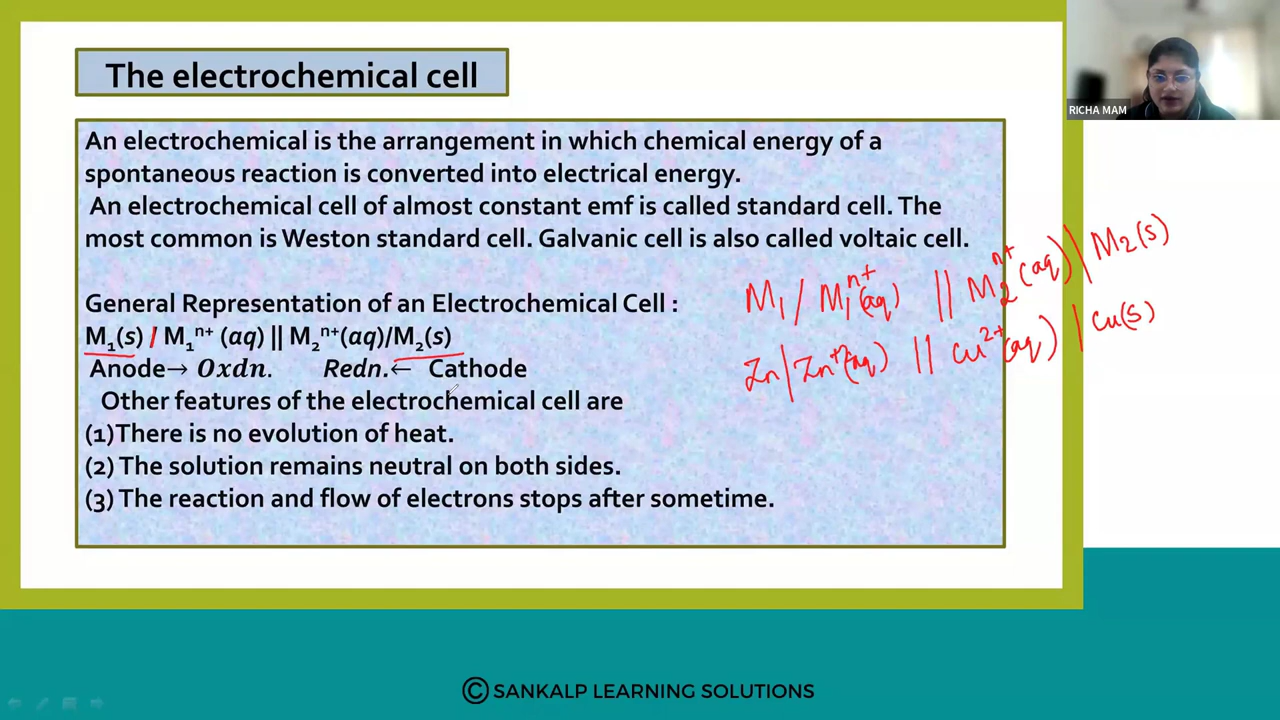 The electrochemical cell
RICHA MAM
An electrochemical is the arrangement in which chemical energy of a
spontaneous reaction is converted into electrical energy.
An electrochemical cell of almost constant emf is called standard cell. The
most common is Weston standard cell. Galvanic cell is also called voltaic cell.
General Representation of an Electrochemical Cell :
M₁(s) / M₁ⁿ⁺ (aq) || M₂ⁿ⁺(aq)/M₂(s)
Anode→ Oxdn. Redn.← Cathode
Other features of the electrochemical cell are
(1)There is no evolution of heat.
(2) The solution remains neutral on both sides.
(3) The reaction and flow of electrons stops after sometime.
M₁ / M₁ⁿ⁺(aq) || M₂ⁿ⁺(aq) | M₂(s)
Zn | Zn⁺²(aq) || Cu²⁺(aq) | Cu(s)
© SANKALP LEARNING SOLUTIONS